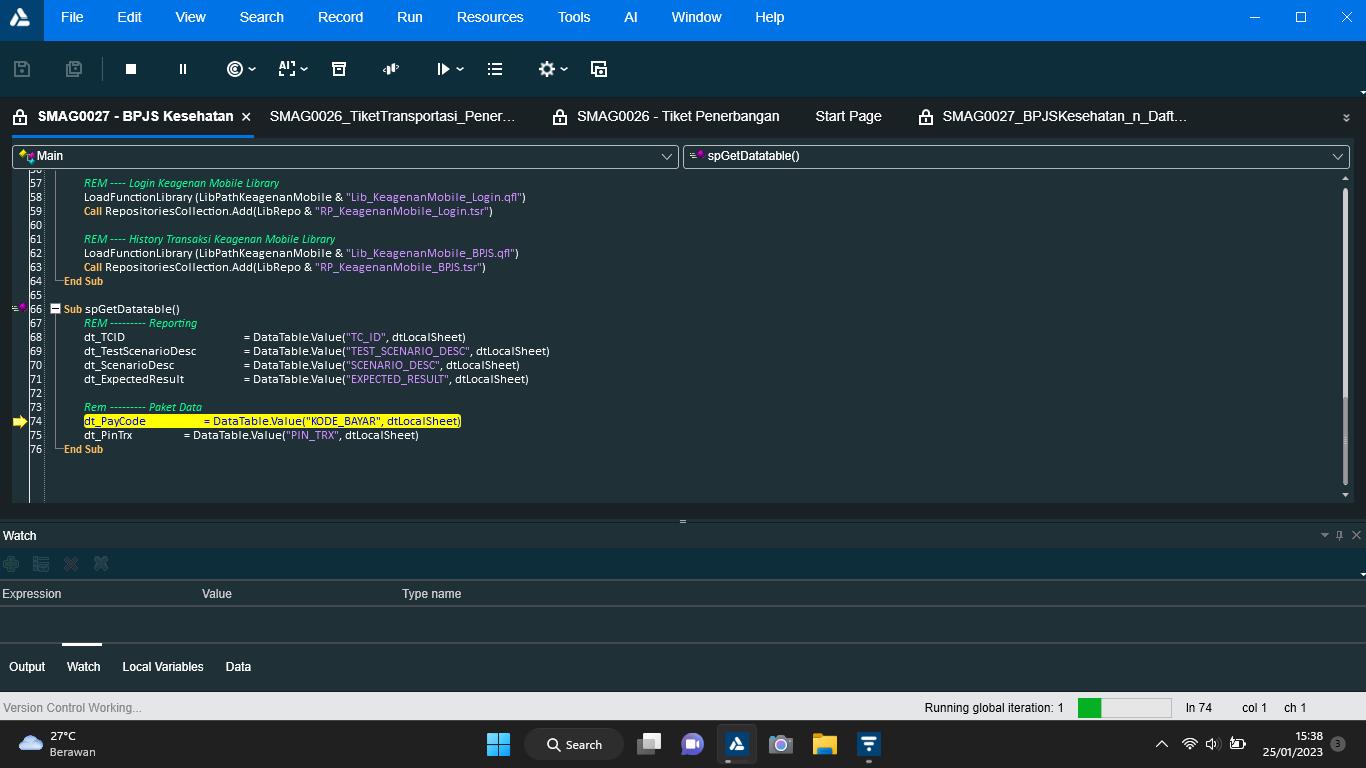 File Edit View Search Record Run Resources Tools AI Window Help
SMAG0027 - BPJS Kesehatan × SMAG0026_TiketTransportasi_Pener... SMAG0026 - Tiket Penerbangan Start Page SMAG0027_BPJSKesehatan_n_Daft...
Main spGetDatatable()
57 REM ---- Login Keagenan Mobile Library
58 LoadFunctionLibrary (LibPathKeagenanMobile & "Lib_KeagenanMobile_Login.qfl")
59 Call RepositoriesCollection.Add(LibRepo & "RP_KeagenanMobile_Login.tsr")
60
61 REM ---- History Transaksi Keagenan Mobile Library
62 LoadFunctionLibrary (LibPathKeagenanMobile & "Lib_KeagenanMobile_BPJS.qfl")
63 Call RepositoriesCollection.Add(LibRepo & "RP_KeagenanMobile_BPJS.tsr")
64 End Sub
65
66 Sub spGetDatatable()
67 REM --------- Reporting
68 dt_TCID = DataTable.Value("TC_ID", dtLocalSheet)
69 dt_TestScenarioDesc = DataTable.Value("TEST_SCENARIO_DESC", dtLocalSheet)
70 dt_ScenarioDesc = DataTable.Value("SCENARIO_DESC", dtLocalSheet)
71 dt_ExpectedResult = DataTable.Value("EXPECTED_RESULT", dtLocalSheet)
72
73 Rem --------- Paket Data
74 dt_PayCode = DataTable.Value("KODE_BAYAR", dtLocalSheet)
75 dt_PinTrx = DataTable.Value("PIN_TRX", dtLocalSheet)
76 End Sub
Watch
Expression Value Type name
Output Watch Local Variables Data
Version Control Working... Running global iteration: 1 ln 74 col 1 ch 1
27°C
Berawan
Search
15:38
25/01/2023
3